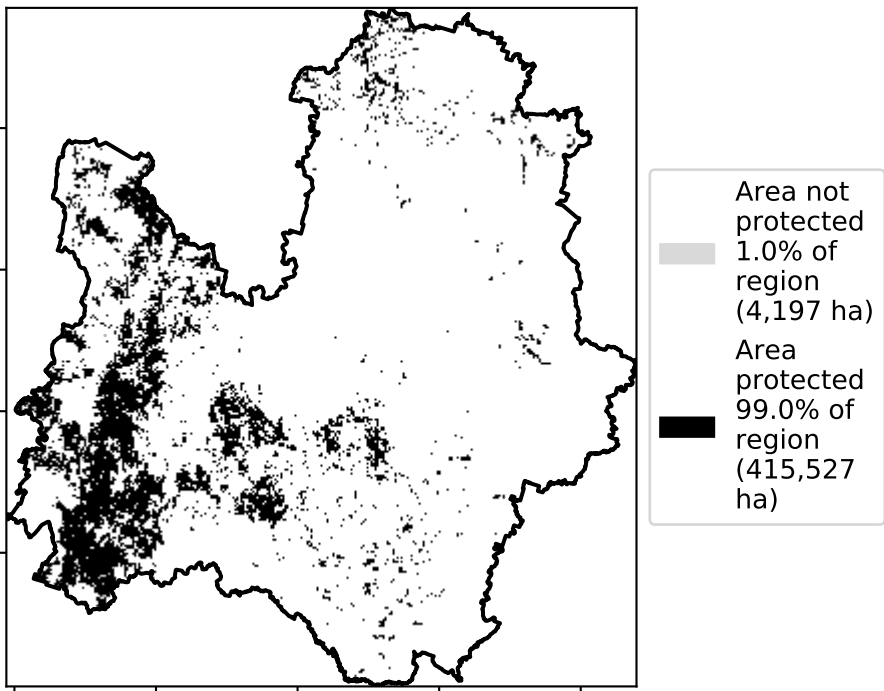 Area not
protected
1.0% of
region
(4,197 ha)
Area
protected
99.0% of
region
(415,527
ha)